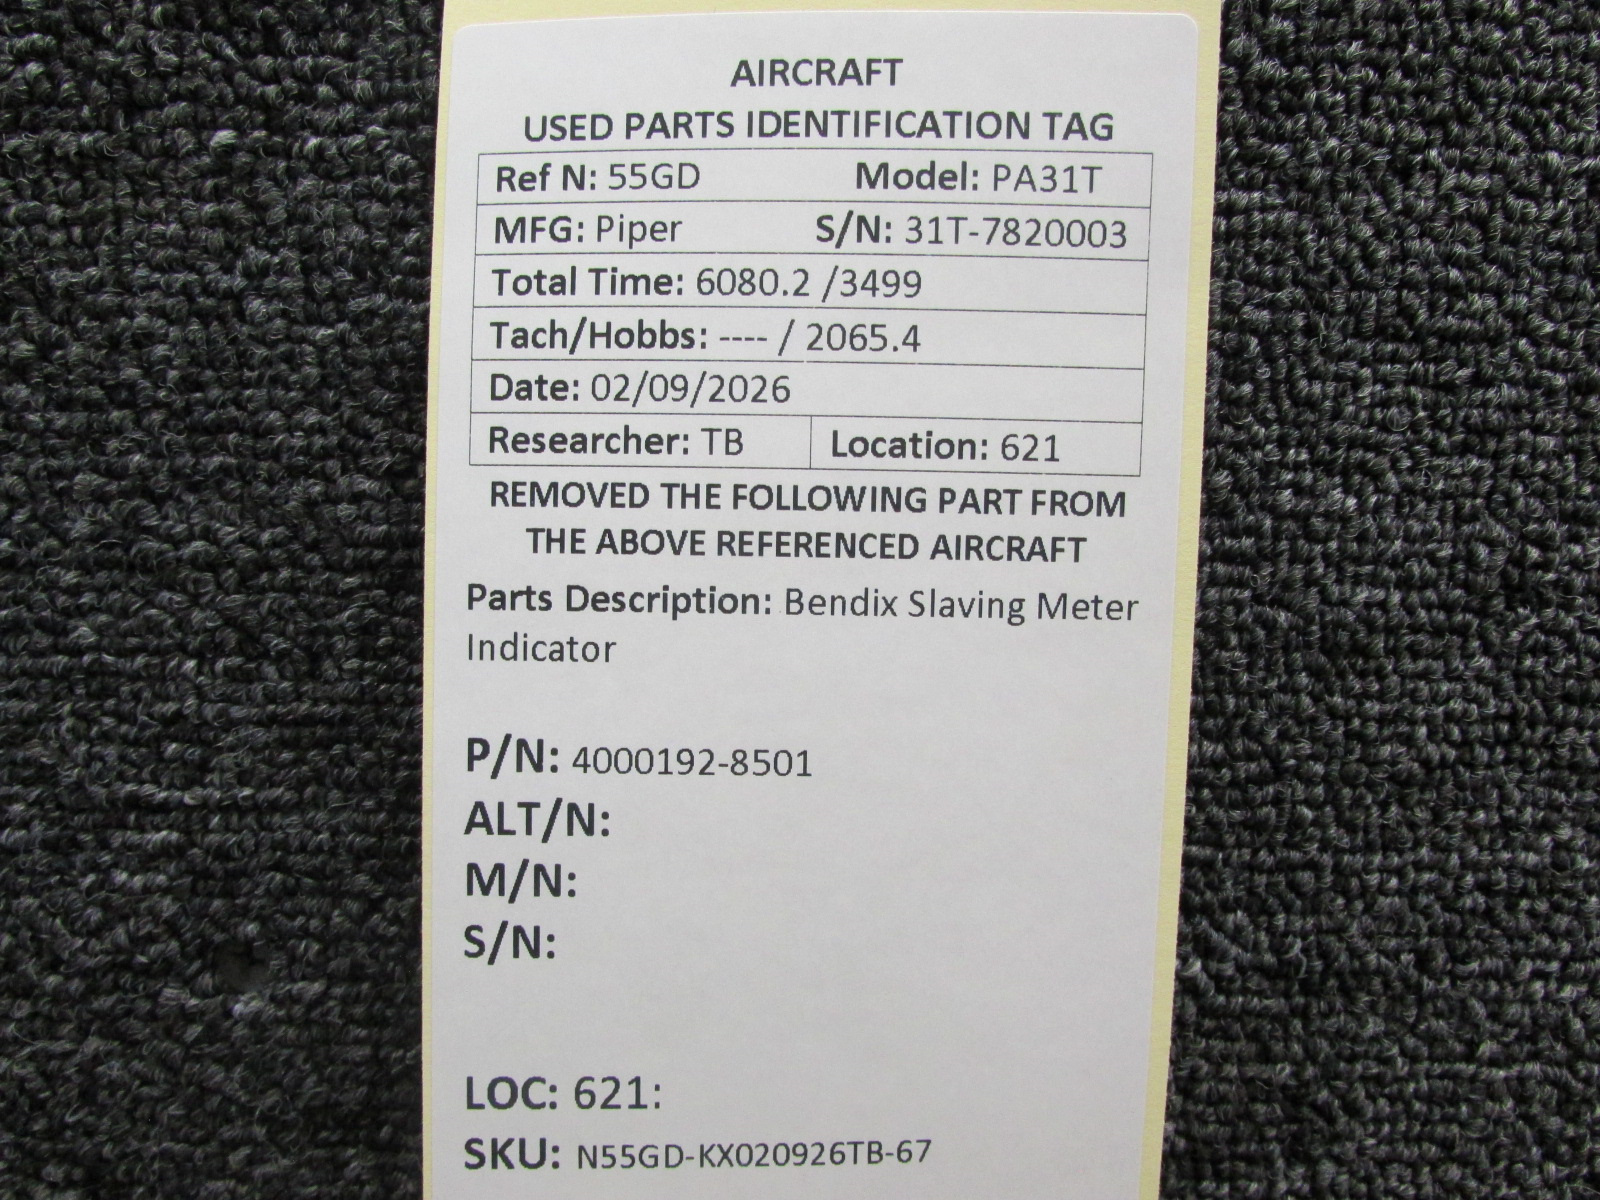 AIRCRAFT
USED PARTS IDENTIFICATION TAG
Ref N: 55GD Model: PA31T
MFG: Piper S/N: 31T-7820003
Total Time: 6080.2 /3499
Tach/Hobbs: ---- / 2065.4
Date: 02/09/2026
Researcher: TB Location: 621
REMOVED THE FOLLOWING PART FROM
THE ABOVE REFERENCED AIRCRAFT
Parts Description: Bendix Slaving Meter
Indicator
P/N: 4000192-8501
ALT/N:
M/N:
S/N:
LOC: 621:
SKU: N55GD-KX020926TB-67